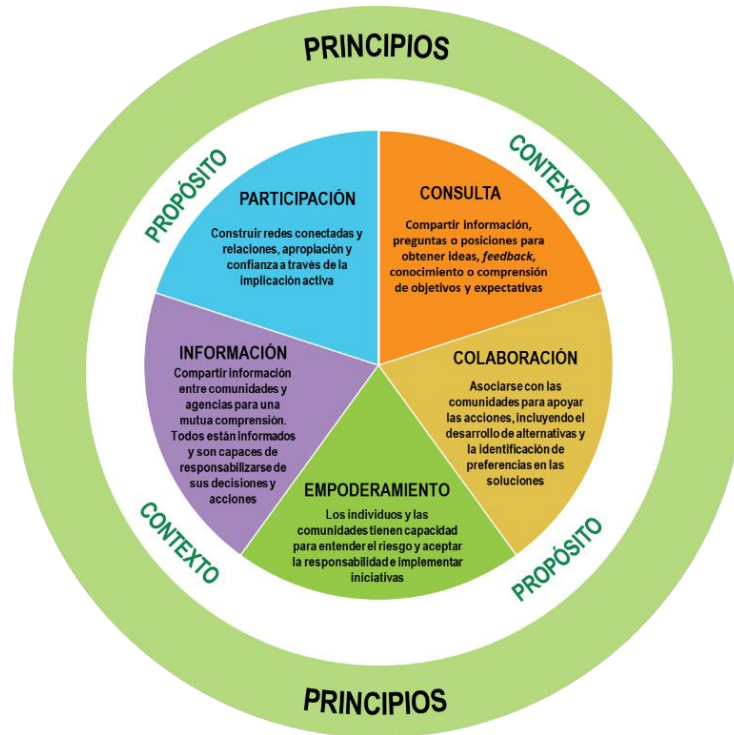 PRINCIPIOS
PROPÓSITO
CONTEXTO
PARTICIPACIÓN
Construir redes conectadas y
relaciones, apropiación y
confianza a través de la
implicación activa
CONSULTA
Compartir información,
preguntas o posiciones para
obtener ideas, feedback,
conocimiento o comprensión
de objetivos y expectativas
INFORMACIÓN
Compartir información
entre comunidades y
agencias para una
mutua comprensión.
Todos están informados
y son capaces de
responsabilizarse de
sus decisiones y
acciones
COLABORACIÓN
Asociarse con las
comunidades para apoyar
las acciones, incluyendo el
desarrollo de alternativas y
la identificación de
preferencias en las
soluciones
EMPODERAMIENTO
Los individuos y las
comunidades tienen capacidad
para entender el riesgo y aceptar
la responsabilidad e implementar
iniciativas
CONTEXTO
PROPÓSITO
PRINCIPIOS